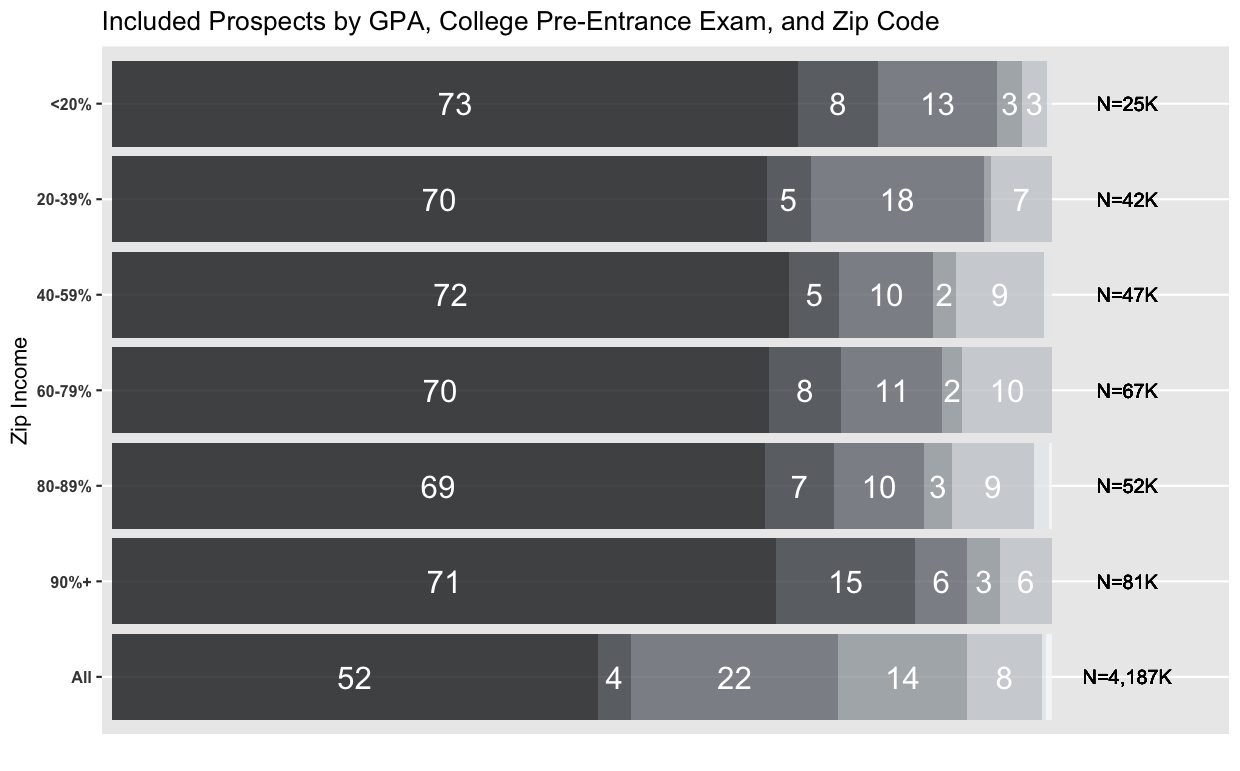 Included Prospects by GPA, College Pre-Entrance Exam, and Zip Code
Zip Income
<20% 73 8 13 3 3 N=25K
20-39% 70 5 18 7 N=42K
40-59% 72 5 10 2 9 N=47K
60-79% 70 8 11 2 10 N=67K
80-89% 69 7 10 3 9 N=52K
90%+ 71 15 6 3 6 N=81K
All 52 4 22 14 8 N=4,187K